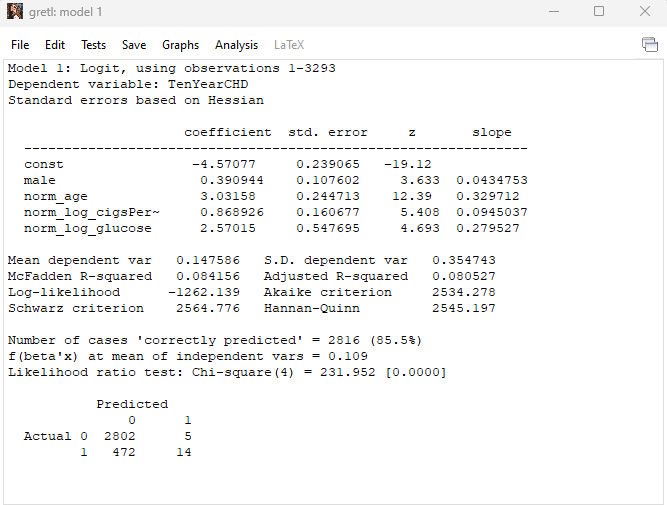 gretl: model 1
File Edit Tests Save Graphs Analysis LaTeX
Model 1: Logit, using observations 1-3293
Dependent variable: TenYearCHD
Standard errors based on Hessian
coefficient std. error z slope
const -4.57077 0.239065 -19.12
male 0.390944 0.107602 3.633 0.0434753
norm_age 3.03158 0.244713 12.39 0.329712
norm_log_cigsPer~ 0.868926 0.160677 5.408 0.0945037
norm_log_glucose 2.57015 0.547695 4.693 0.279527
Mean dependent var 0.147586 S.D. dependent var 0.354743
McFadden R-squared 0.084156 Adjusted R-squared 0.080527
Log-likelihood -1262.139 Akaike criterion 2534.278
Schwarz criterion 2564.776 Hannan-Quinn 2545.197
Number of cases 'correctly predicted' = 2816 (85.5%)
f(beta'x) at mean of independent vars = 0.109
Likelihood ratio test: Chi-square(4) = 231.952 [0.0000]
Predicted
0 1
Actual 0 2802 5
1 472 14